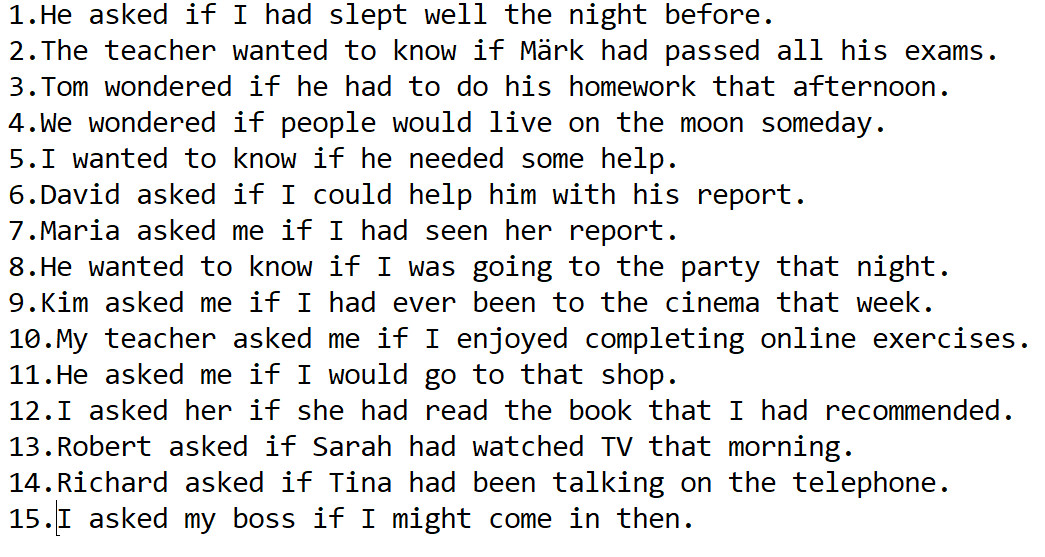 1.He asked if I had slept well the night before.
2.The teacher wanted to know if Märk had passed all his exams.
3.Tom wondered if he had to do his homework that afternoon.
4.We wondered if people would live on the moon someday.
5.I wanted to know if he needed some help.
6.David asked if I could help him with his report.
7.Maria asked me if I had seen her report.
8.He wanted to know if I was going to the party that night.
9.Kim asked me if I had ever been to the cinema that week.
10.My teacher asked me if I enjoyed completing online exercises.
11.He asked me if I would go to that shop.
12.I asked her if she had read the book that I had recommended.
13.Robert asked if Sarah had watched TV that morning.
14.Richard asked if Tina had been talking on the telephone.
15.I asked my boss if I might come in then.